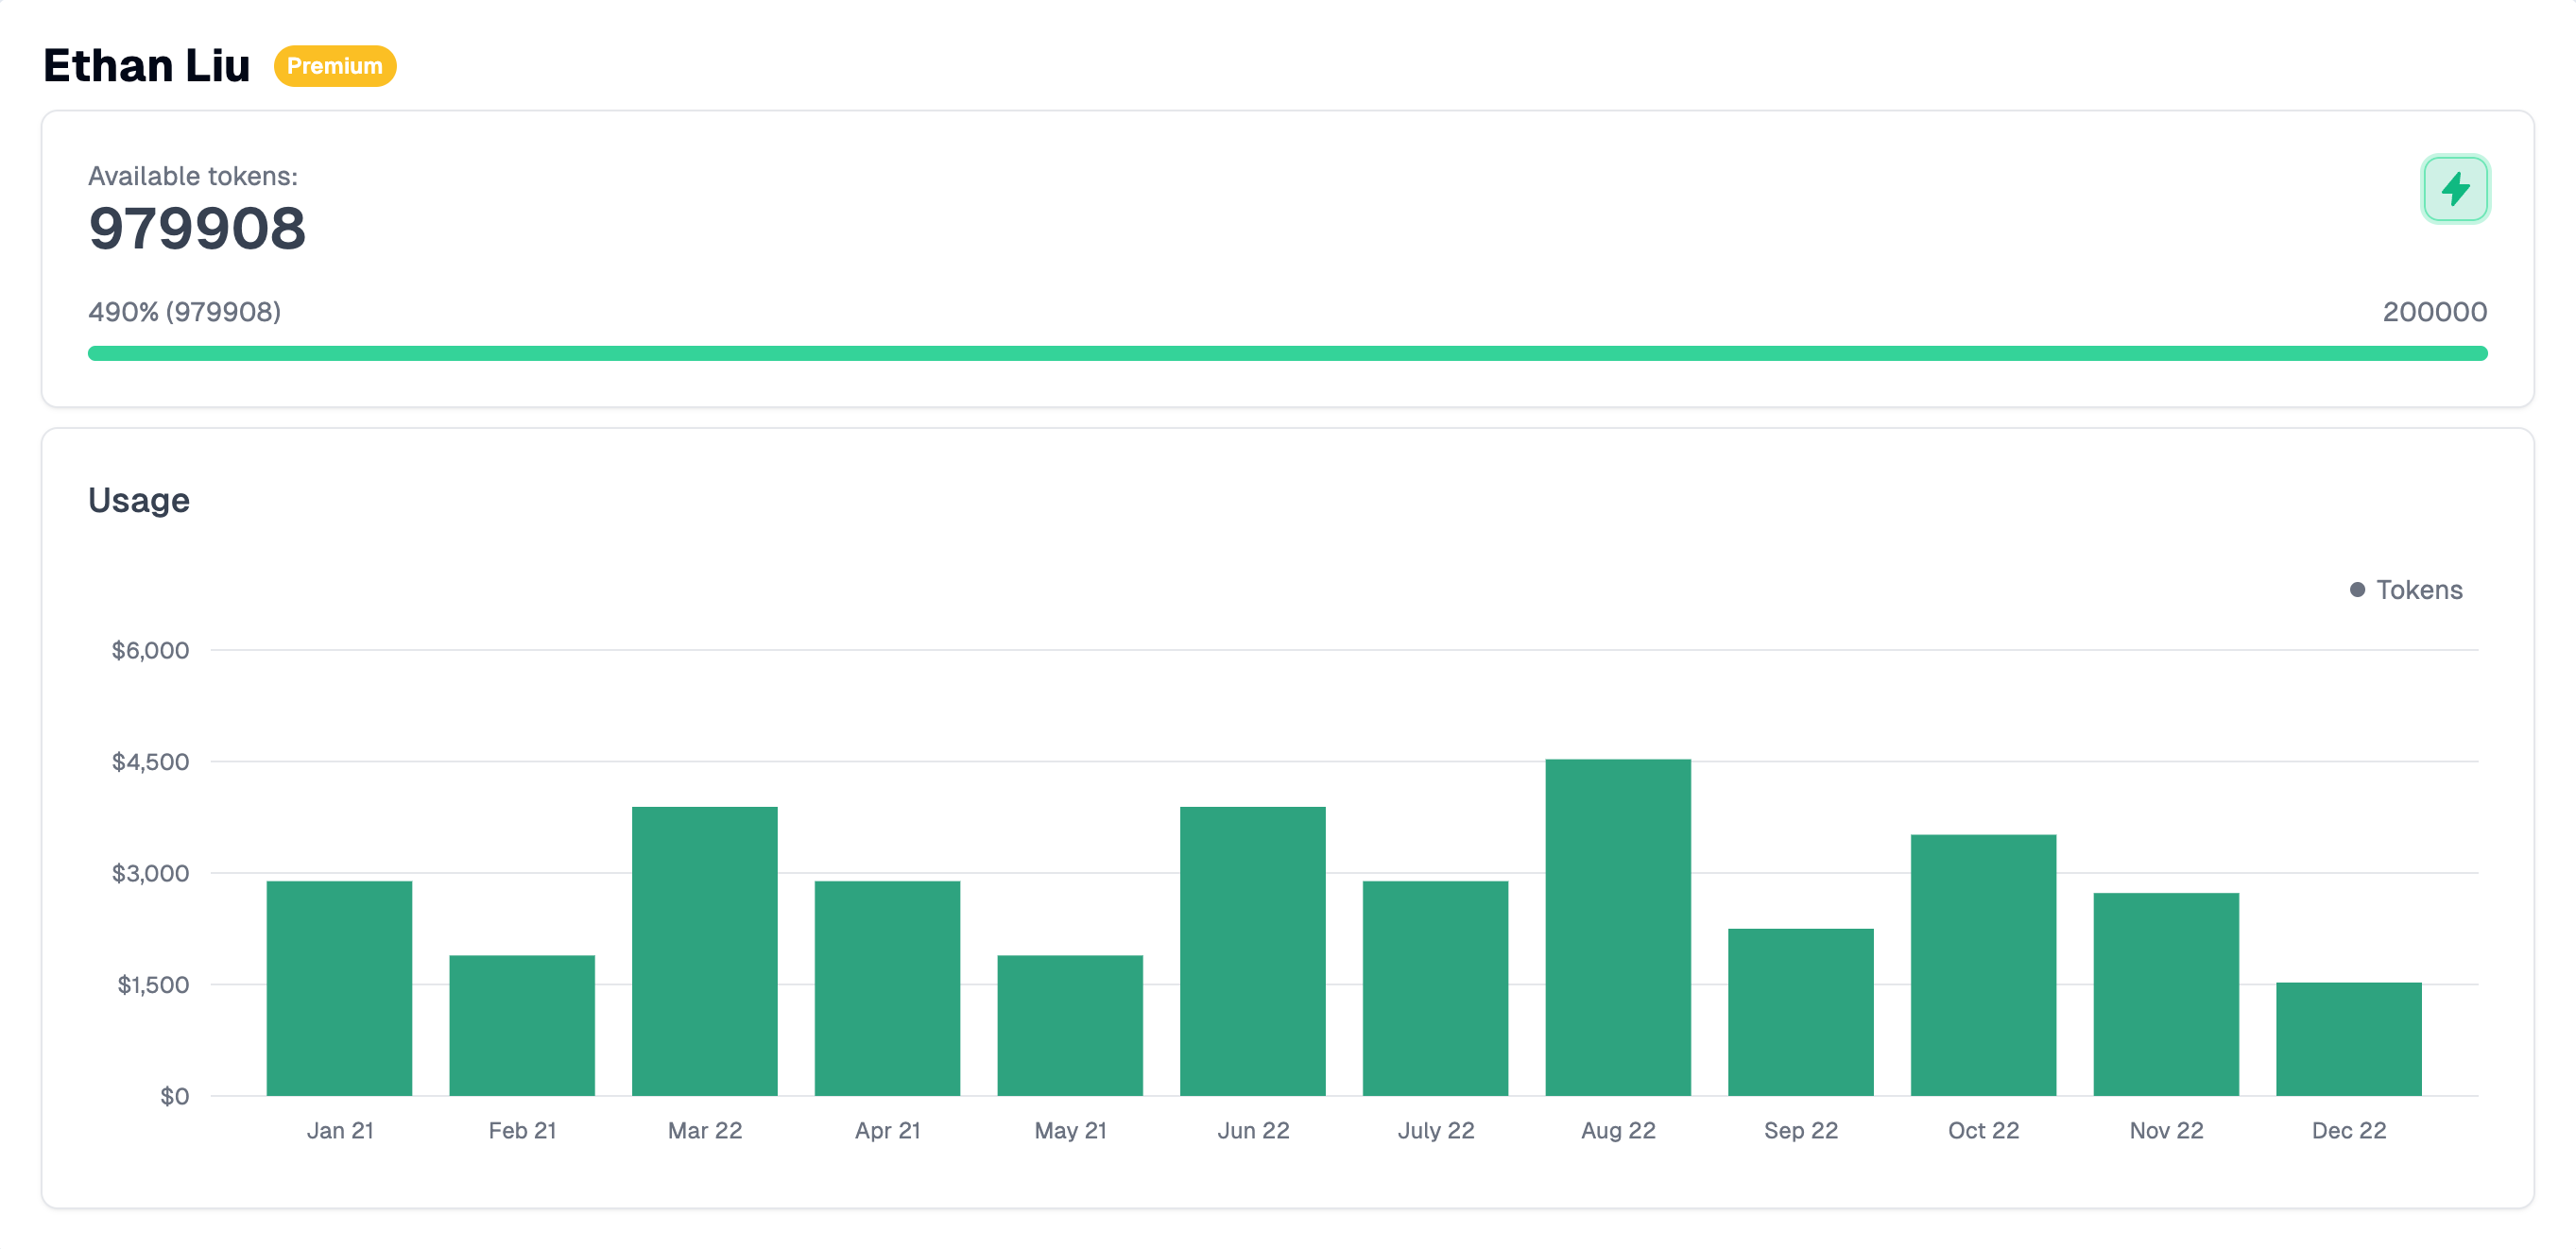 Ethan Liu Premium
Available tokens:
979908
490% (979908) 200000
Usage
Tokens
$6,000
$4,500
$3,000
$1,500
$0
Jan 21 Feb 21 Mar 22 Apr 21 May 21 Jun 22 July 22 Aug 22 Sep 22 Oct 22 Nov 22 Dec 22